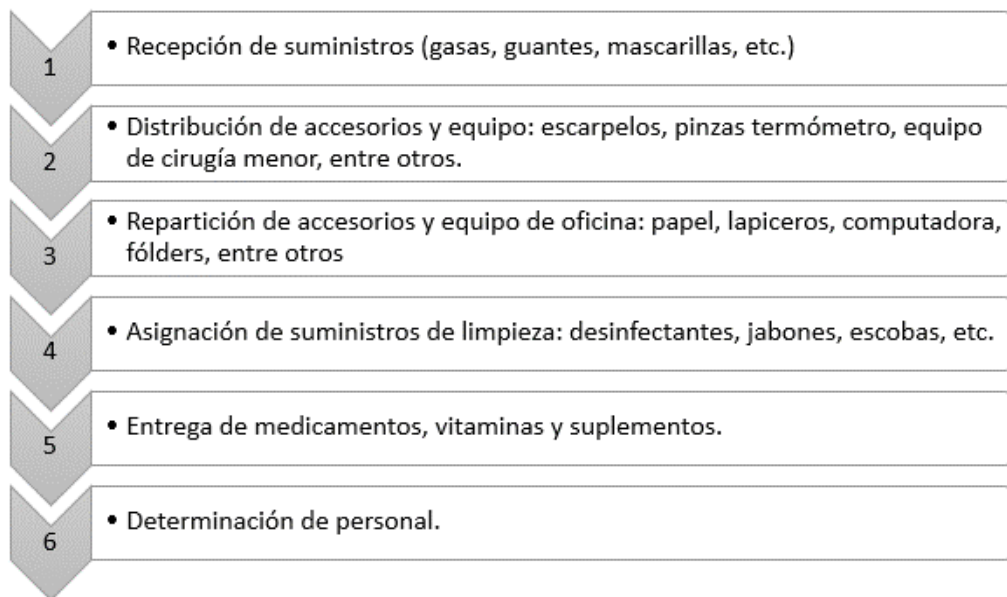 1
• Recepción de suministros (gasas, guantes, mascarillas, etc.)
2
• Distribución de accesorios y equipo: escarpelos, pinzas termómetro, equipo
de cirugía menor, entre otros.
3
• Repartición de accesorios y equipo de oficina: papel, lapiceros, computadora,
fólders, entre otros
4
• Asignación de suministros de limpieza: desinfectantes, jabones, escobas, etc.
5
• Entrega de medicamentos, vitaminas y suplementos.
6
• Determinación de personal.